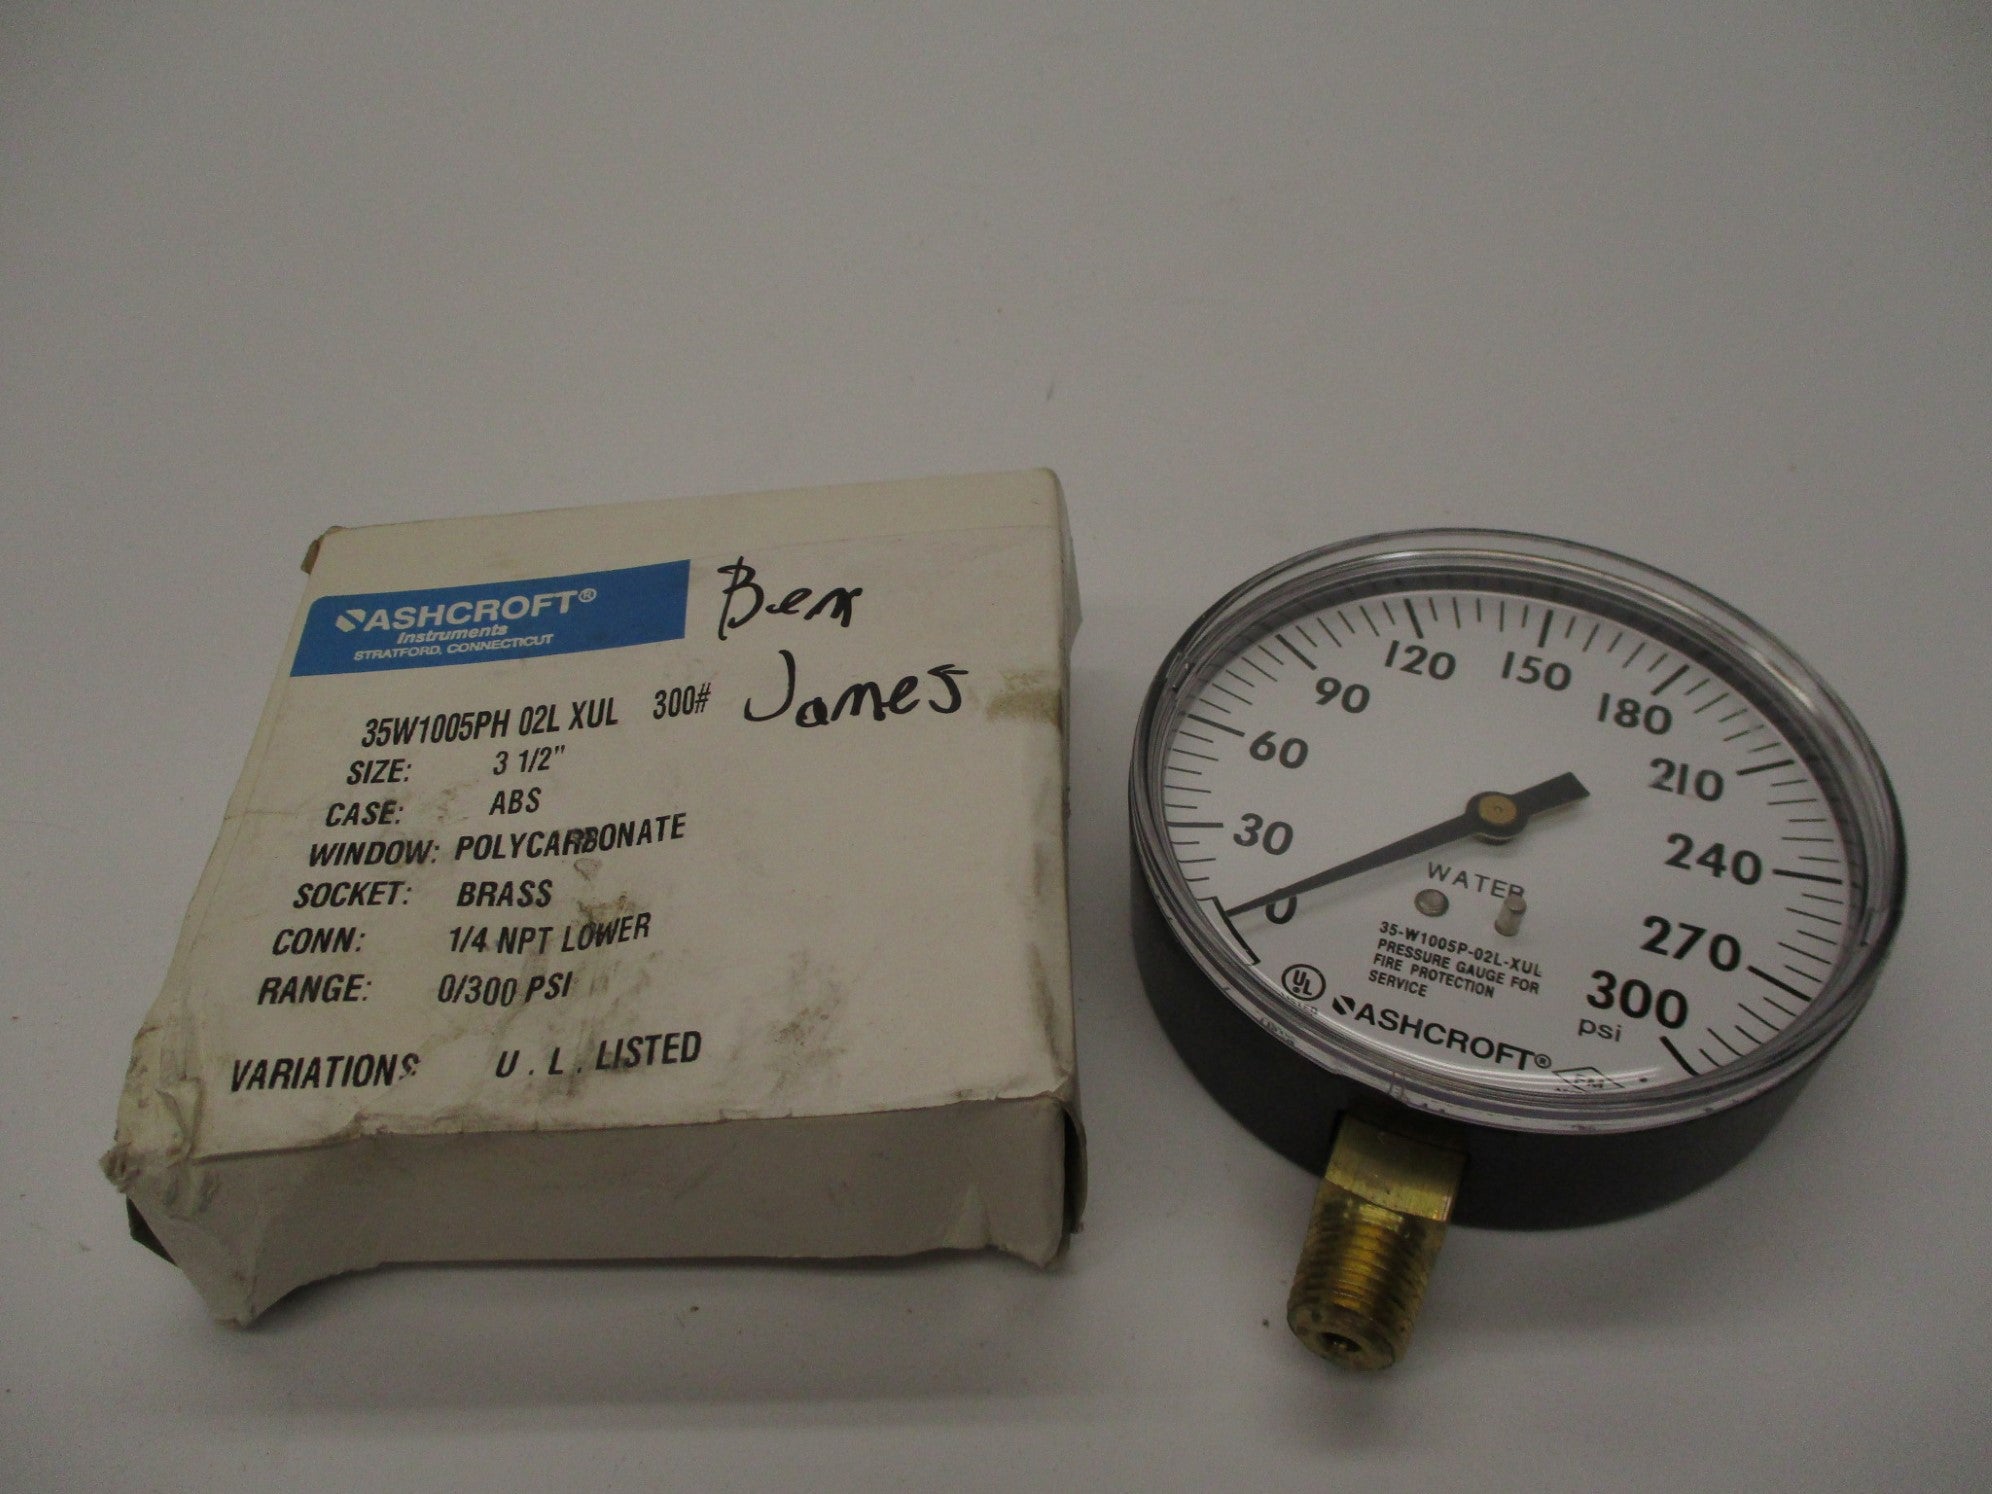 ASHCROFT®
Instruments
STRATFORD, CONNECTICUT
Ben
James
35W1005PH 02L XUL 300#
SIZE: 3 1/2"
CASE: ABS
WINDOW: POLYCARBONATE
SOCKET: BRASS
CONN: 1/4 NPT LOWER
RANGE: 0/300 PSI
VARIATIONS U.L. LISTED
0
30
60
90
120
150
180
210
240
270
300
psi
WATER
35-W1005P-02L-XUL
PRESSURE GAUGE FOR
FIRE PROTECTION
SERVICE
UL
ASHCROFT®
FM